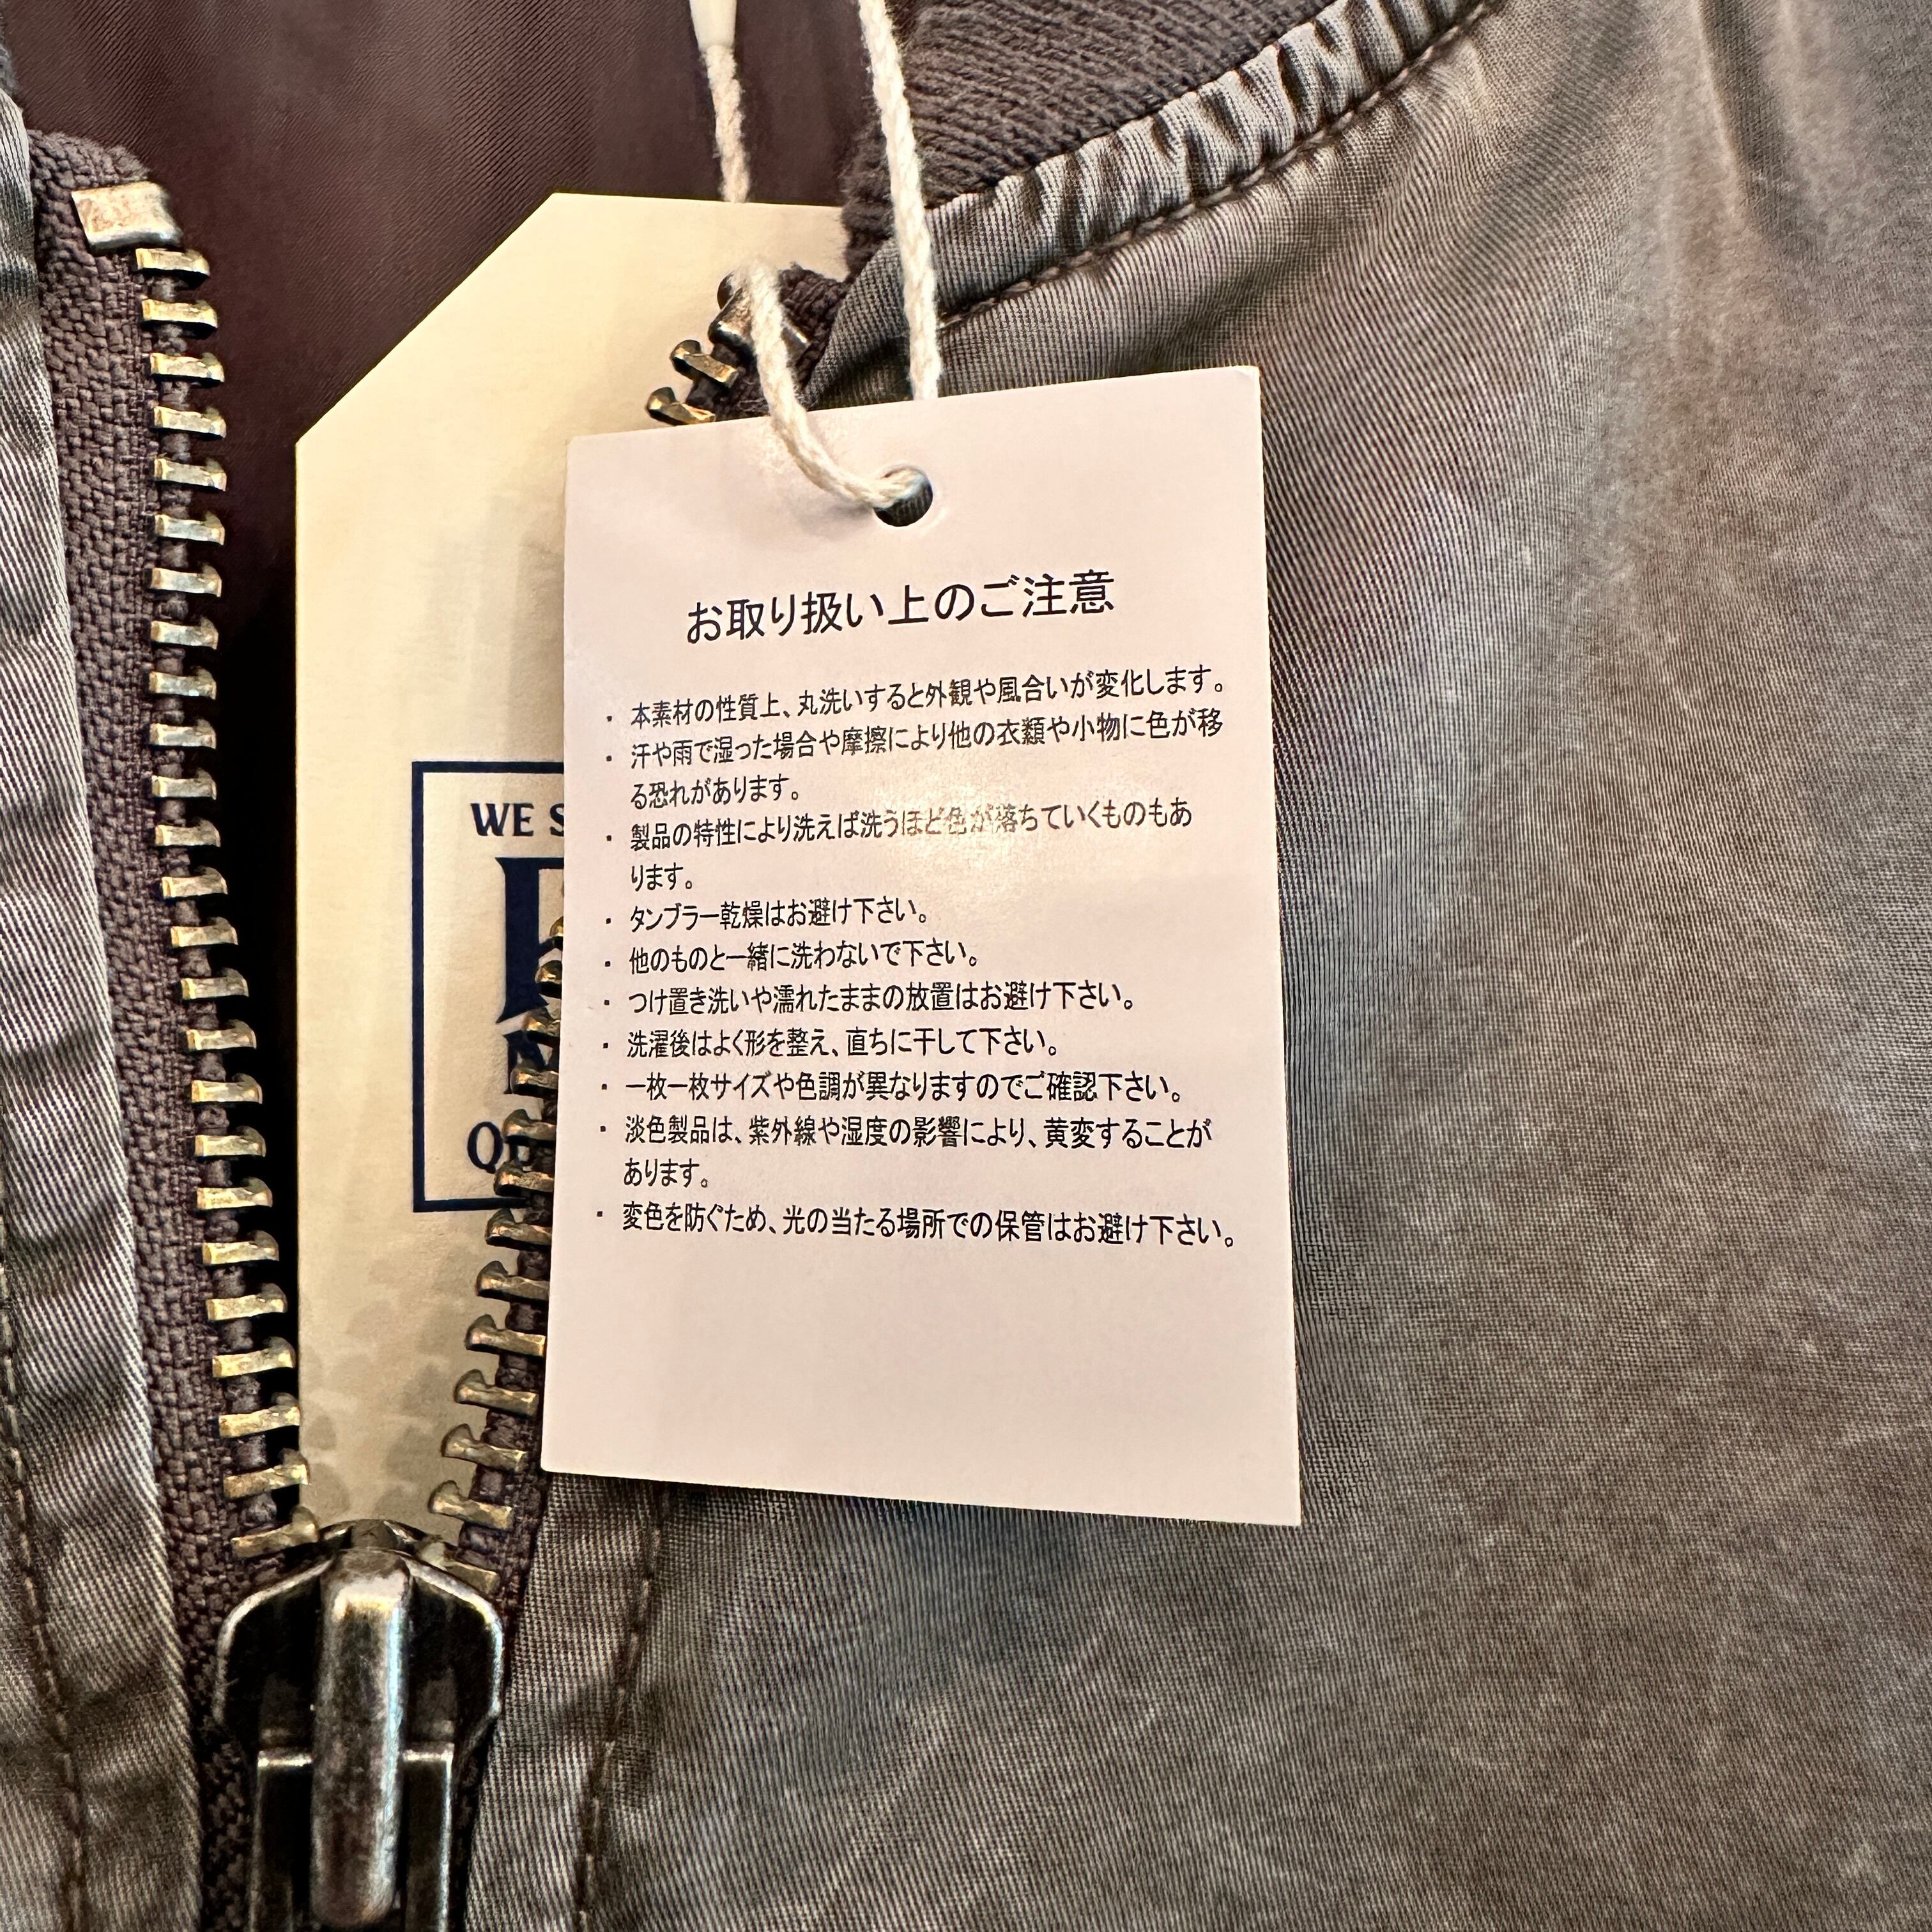 お取り扱い上のご注意
・ 本素材の性質上、丸洗いすると外観や風合いが変化します。
・ 汗や雨で湿った場合や摩擦により他の衣類や小物に色が移
る恐れがあります。
・ 製品の特性により洗えば洗うほど色が落ちていくものもあ
ります。
・ タンブラー乾燥はお避け下さい。
・ 他のものと一緒に洗わないで下さい。
・ つけ置き洗いや濡れたままの放置はお避け下さい。
・ 洗濯後はよく形を整え、直ちに干して下さい。
・ 一枚一枚サイズや色調が異なりますのでご確認下さい。
・ 淡色製品は、紫外線や湿度の影響により、黄変することが
あります。
・ 変色を防ぐため、光の当たる場所での保管はお避け下さい。
WE